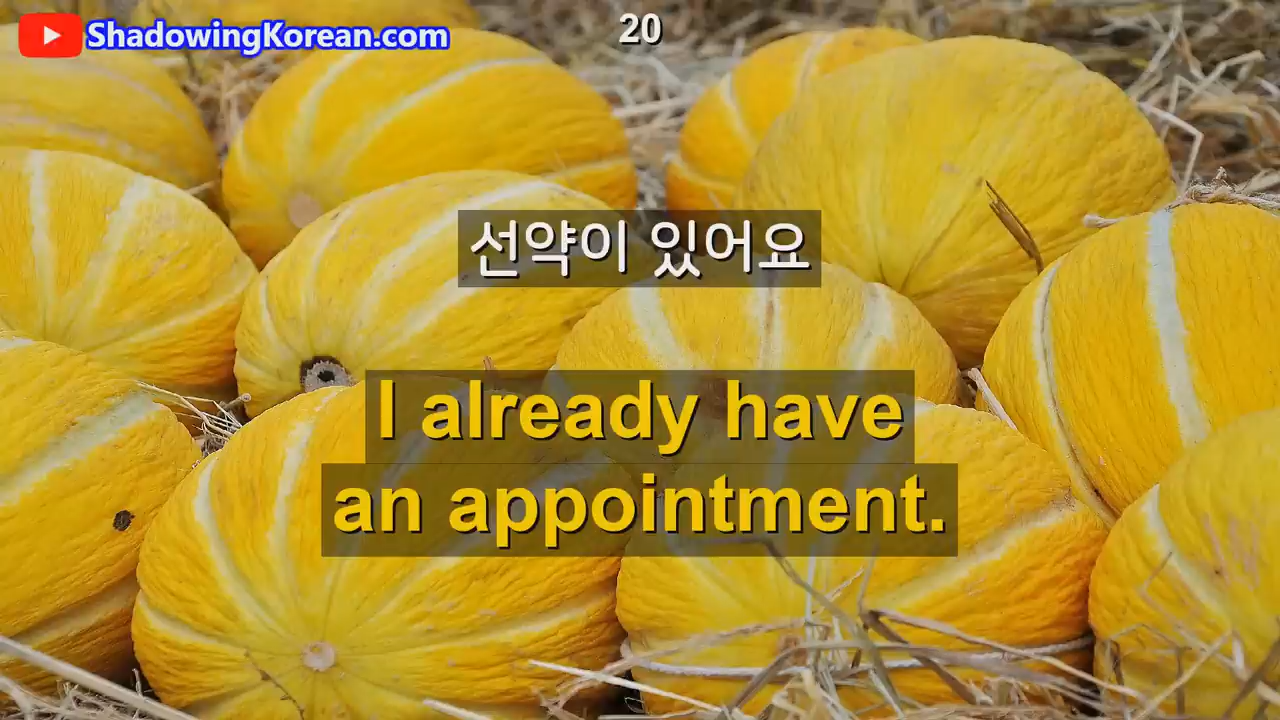 ShadowingKorean.com
20
선약이 있어요
I already have
an appointment.